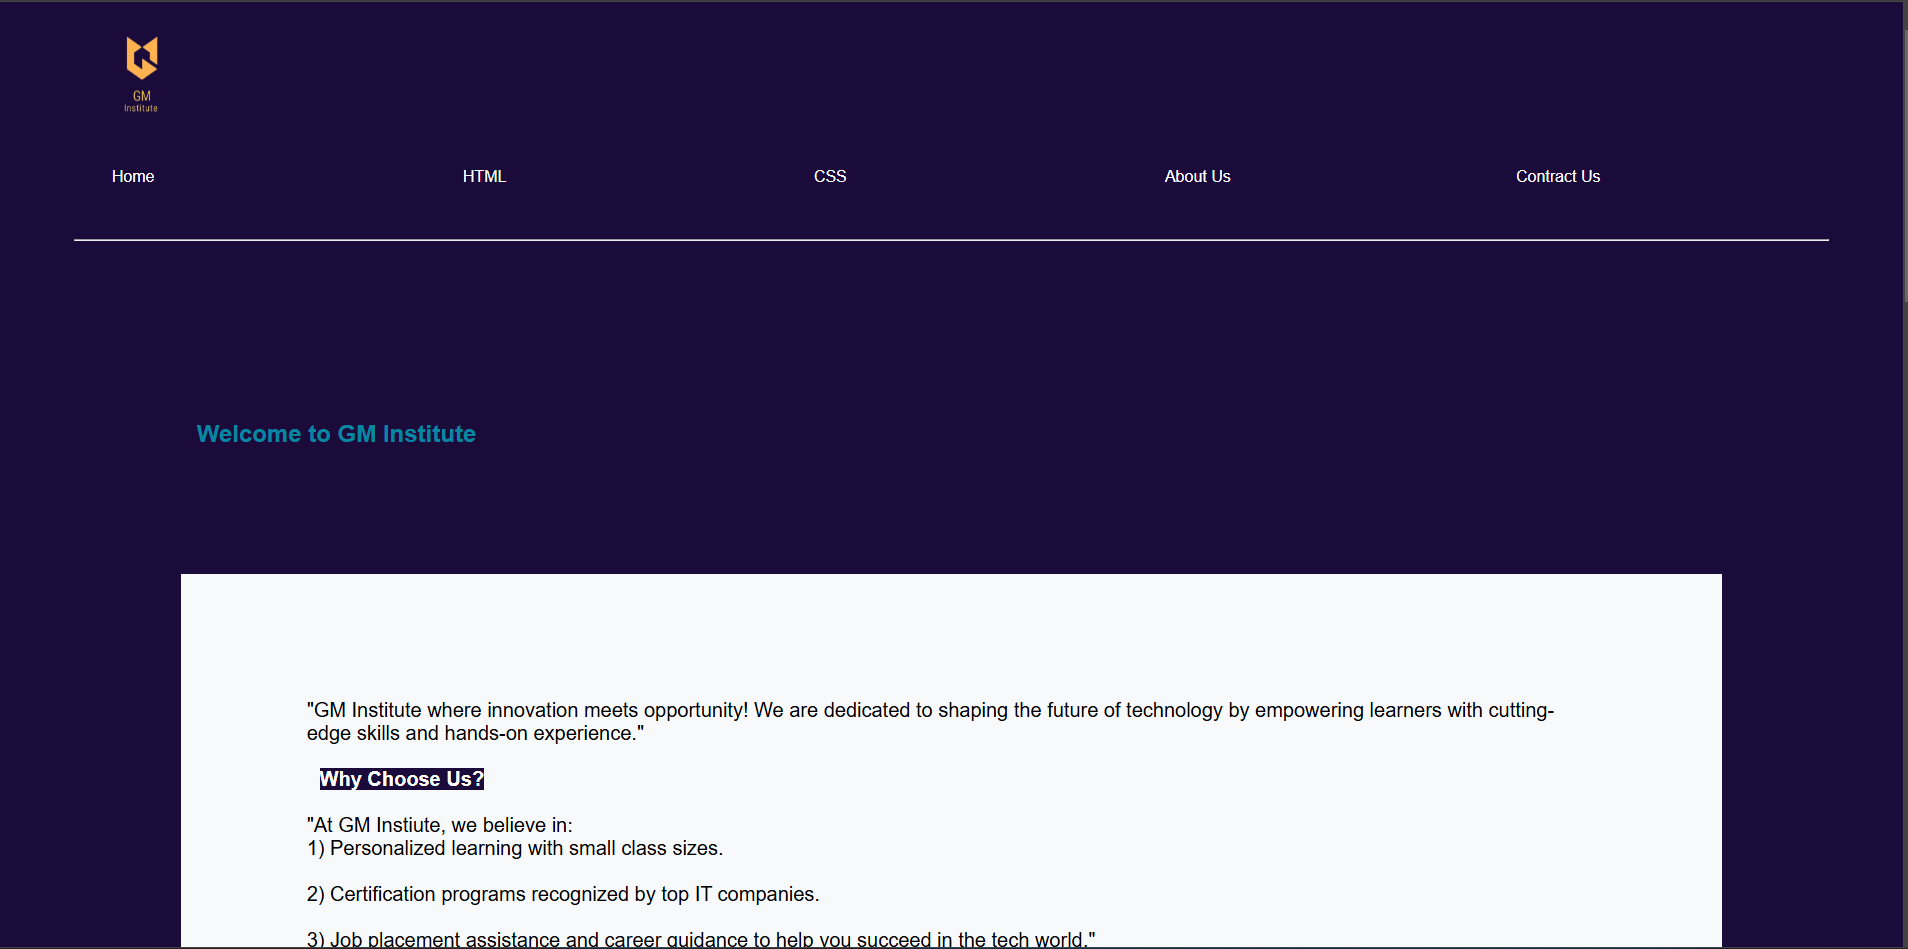 GM
Institute
Home HTML CSS About Us Contract Us
Welcome to GM Institute
"GM Institute where innovation meets opportunity! We are dedicated to shaping the future of technology by empowering learners with cutting-
edge skills and hands-on experience."
Why Choose Us?
"At GM Instiute, we believe in:
1) Personalized learning with small class sizes.
2) Certification programs recognized by top IT companies.
3) Job placement assistance and career guidance to help you succeed in the tech world."